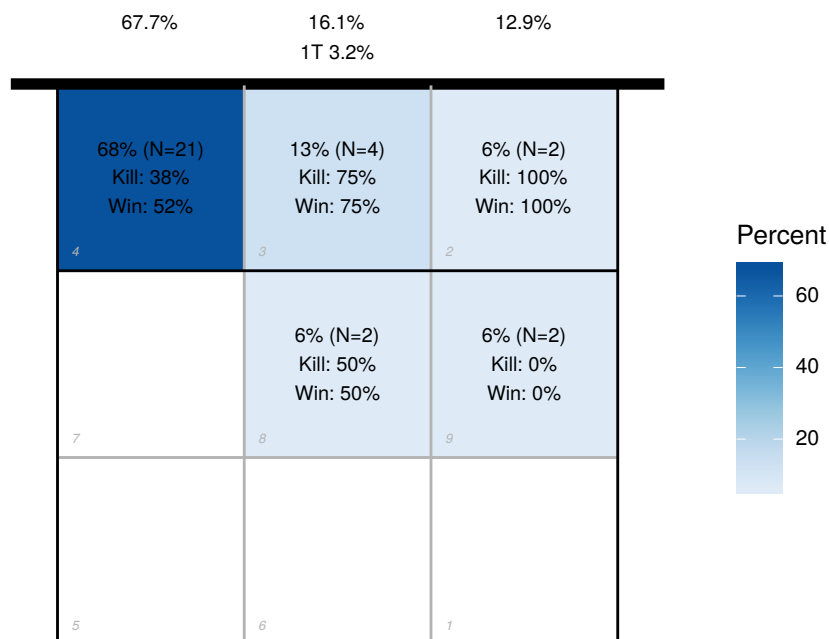 67.7% 16.1% 12.9%
1T 3.2%
68% (N=21) 13% (N=4) 6% (N=2)
Kill: 38% Kill: 75% Kill: 100%
Win: 52% Win: 75% Win: 100%
4 3 2
Percent
60
40
20
6% (N=2) 6% (N=2)
Kill: 50% Kill: 0%
Win: 50% Win: 0%
7 8 9
5 6 1